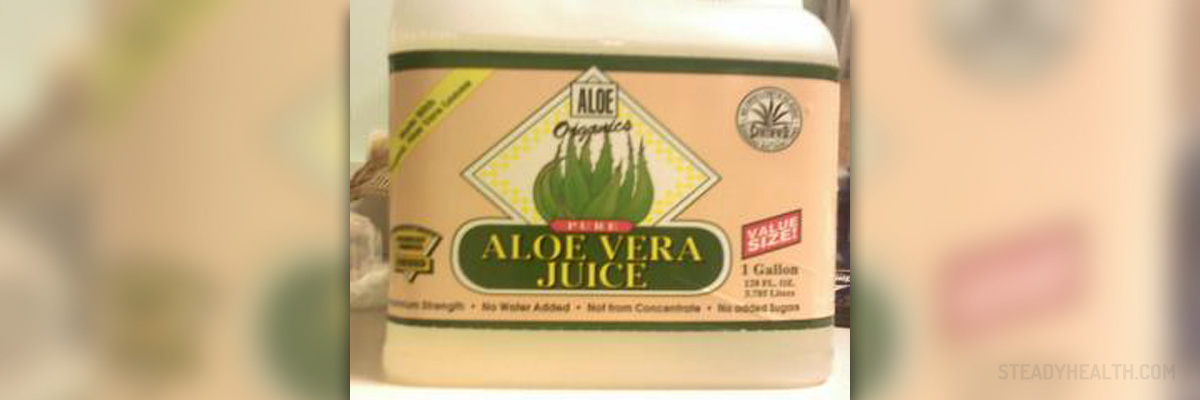 ALOE
Organics
PURE
ALOE VERA
JUICE
VALUE
SIZE!
1 Gallon
128 FL. OZ.
3.785 Liters
Strength • No Water Added • Not from Concentrate • No added Sugars
STEADYHEALTH.COM